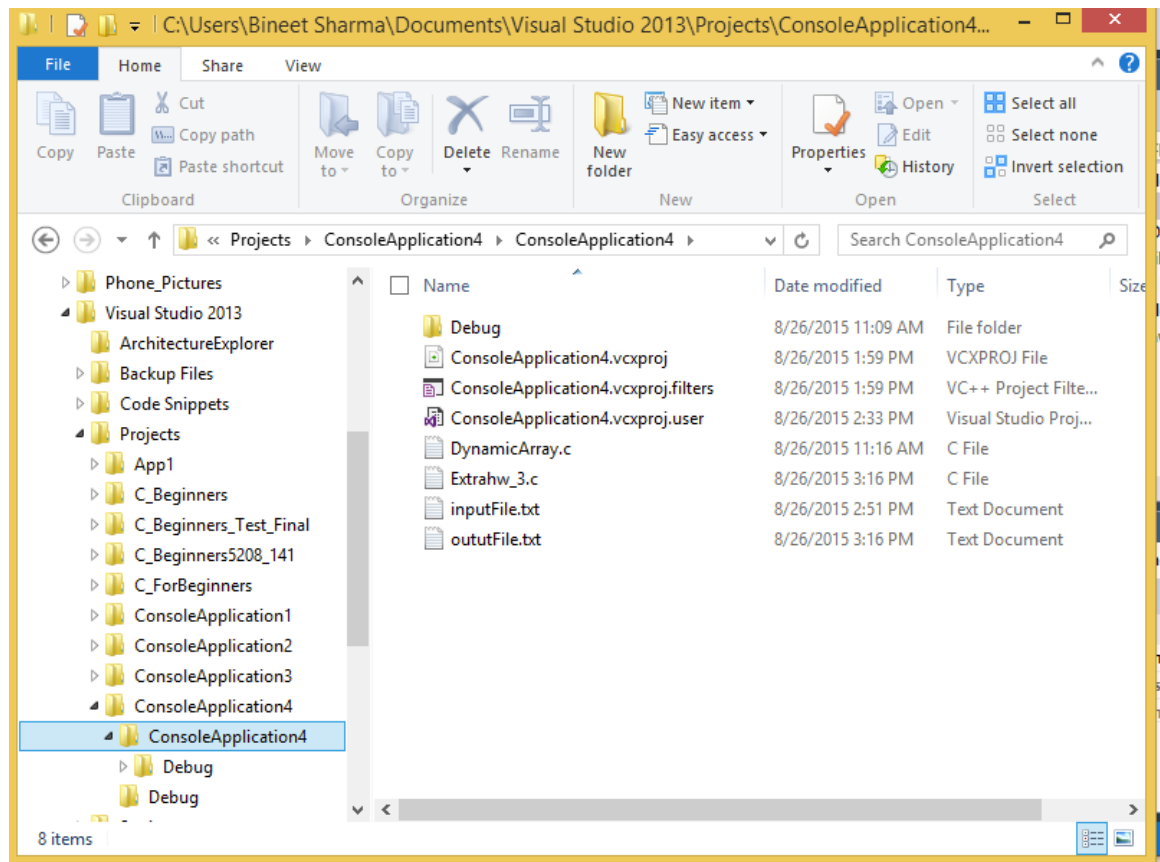 C:\Users\Bineet Sharma\Documents\Visual Studio 2013\Projects\ConsoleApplication4...
File Home Share View
Copy
Paste
Cut
Copy path
Paste shortcut
Clipboard
Move to
Copy to
Delete
Rename
Organize
New folder
New item
Easy access
New
Properties
Open
Edit
History
Open
Select all
Select none
Invert selection
Select
« Projects ConsoleApplication4 ConsoleApplication4
Search ConsoleApplication4
Phone_Pictures
Visual Studio 2013
ArchitectureExplorer
Backup Files
Code Snippets
Projects
App1
C_Beginners
C_Beginners_Test_Final
C_Beginners5208_141
C_ForBeginners
ConsoleApplication1
ConsoleApplication2
ConsoleApplication3
ConsoleApplication4
ConsoleApplication4
Debug
Debug
Name Date modified Type Size
Debug 8/26/2015 11:09 AM File folder
ConsoleApplication4.vcxproj 8/26/2015 1:59 PM VCXPROJ File
ConsoleApplication4.vcxproj.filters 8/26/2015 1:59 PM VC++ Project Filte...
ConsoleApplication4.vcxproj.user 8/26/2015 2:33 PM Visual Studio Proj...
DynamicArray.c 8/26/2015 11:16 AM C File
Extrahw_3.c 8/26/2015 3:16 PM C File
inputFile.txt 8/26/2015 2:51 PM Text Document
oututFile.txt 8/26/2015 3:16 PM Text Document
8 items